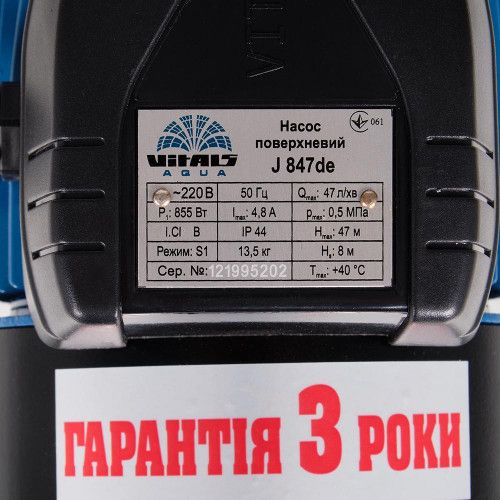 VITA
VITALS
AQUA
Насос
поверхневий
J 847de
061
~220 В 50 Гц Qmax: 47 л/хв
P1: 855 Вт Imax: 4,8 А pmax: 0,5 МПа
I.Cl B IP 44 Hmax: 47 м
Режим: S1 13,5 кг Hs: 8 м
Сер. №: 121995202 Tmax: +40 °C
ГАРАНТІЯ 3 РОКИ